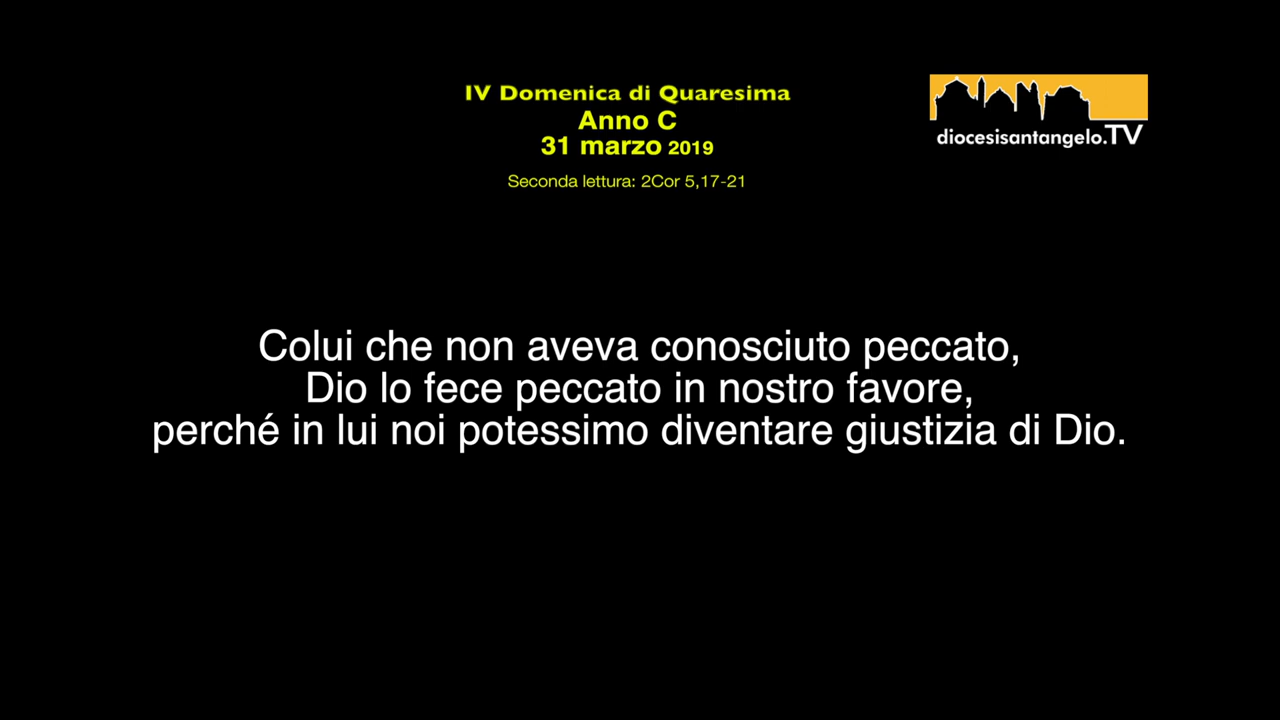 IV Domenica di Quaresima
Anno C
31 marzo 2019
Seconda lettura: 2Cor 5,17-21
diocesisantangelo.TV
Colui che non aveva conosciuto peccato,
Dio lo fece peccato in nostro favore,
perché in lui noi potessimo diventare giustizia di Dio.